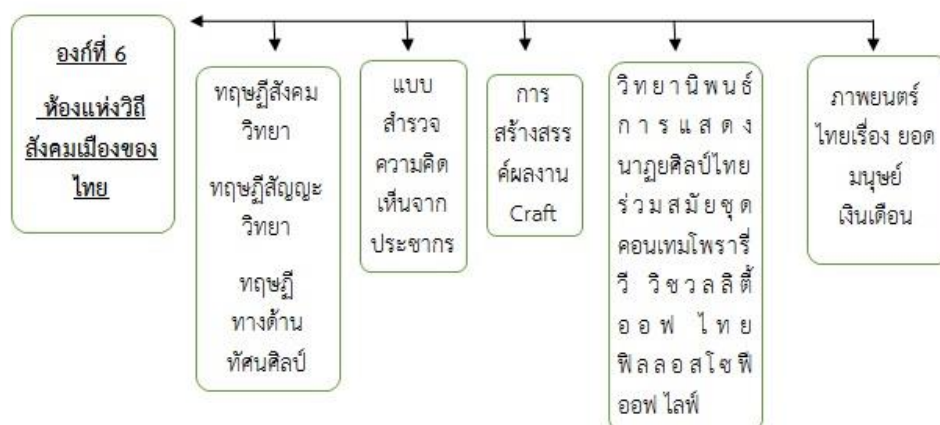 องก์ที่ 6
ห้องแห่งวิถี
สังคมเมืองของ
ไทย
ทฤษฎีสังคม
วิทยา
ทฤษฎีสัญญะ
วิทยา
ทฤษฎี
ทางด้าน
ทัศนศิลป์
แบบ
สำรวจ
ความคิด
เห็นจาก
ประชากร
การ
สร้างสรร
ค์ผลงาน
Craft
วิทยานิพนธ์
การแสดง
นาฏยศิลป์ไทย
ร่วมสมัยชุด
คอนเทมโพรารี่
วี วิชวลลิตี้
ออฟ ไทย
ฟิลลอสโซฟี
ออฟ ไลฟ์
ภาพยนตร์
ไทยเรื่อง ยอด
มนุษย์
เงินเดือน